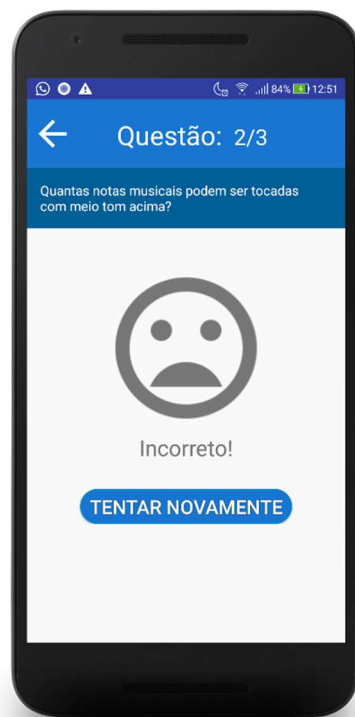 84% 12:51
Questão: 2/3
Quantas notas musicais podem ser tocadas
com meio tom acima?
Incorreto!
TENTAR NOVAMENTE